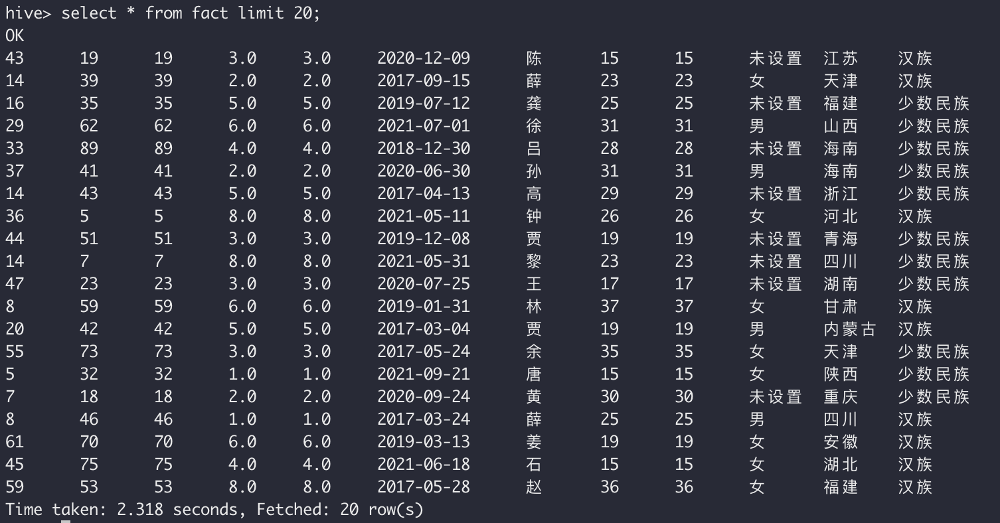 hive> select * from fact limit 20;
OK
43 19 19 3.0 3.0 2020-12-09 陈 15 15 未设置 江苏 汉族
14 39 39 2.0 2.0 2017-09-15 薛 23 23 女 天津 汉族
16 35 35 5.0 5.0 2019-07-12 龚 25 25 未设置 福建 少数民族
29 62 62 6.0 6.0 2021-07-01 徐 31 31 男 山西 少数民族
33 89 89 4.0 4.0 2018-12-30 吕 28 28 未设置 海南 少数民族
37 41 41 2.0 2.0 2020-06-30 孙 31 31 男 海南 少数民族
14 43 43 5.0 5.0 2017-04-13 高 29 29 未设置 浙江 少数民族
36 5 5 8.0 8.0 2021-05-11 钟 26 26 女 河北 汉族
44 51 51 3.0 3.0 2019-12-08 贾 19 19 未设置 青海 少数民族
14 7 7 8.0 8.0 2021-05-31 黎 23 23 未设置 四川 少数民族
47 23 23 3.0 3.0 2020-07-25 王 17 17 未设置 湖南 少数民族
8 59 59 6.0 6.0 2019-01-31 林 37 37 女 甘肃 汉族
20 42 42 5.0 5.0 2017-03-04 贾 19 19 男 内蒙古 汉族
55 73 73 3.0 3.0 2017-05-24 余 35 35 女 天津 少数民族
5 32 32 1.0 1.0 2021-09-21 唐 15 15 女 陕西 少数民族
7 18 18 2.0 2.0 2020-09-24 黄 30 30 未设置 重庆 少数民族
8 46 46 1.0 1.0 2017-03-24 薛 25 25 男 四川 汉族
61 70 70 6.0 6.0 2019-03-13 姜 19 19 女 安徽 汉族
45 75 75 4.0 4.0 2021-06-18 石 15 15 女 湖北 汉族
59 53 53 8.0 8.0 2017-05-28 赵 36 36 女 福建 汉族
Time taken: 2.318 seconds, Fetched: 20 row(s)